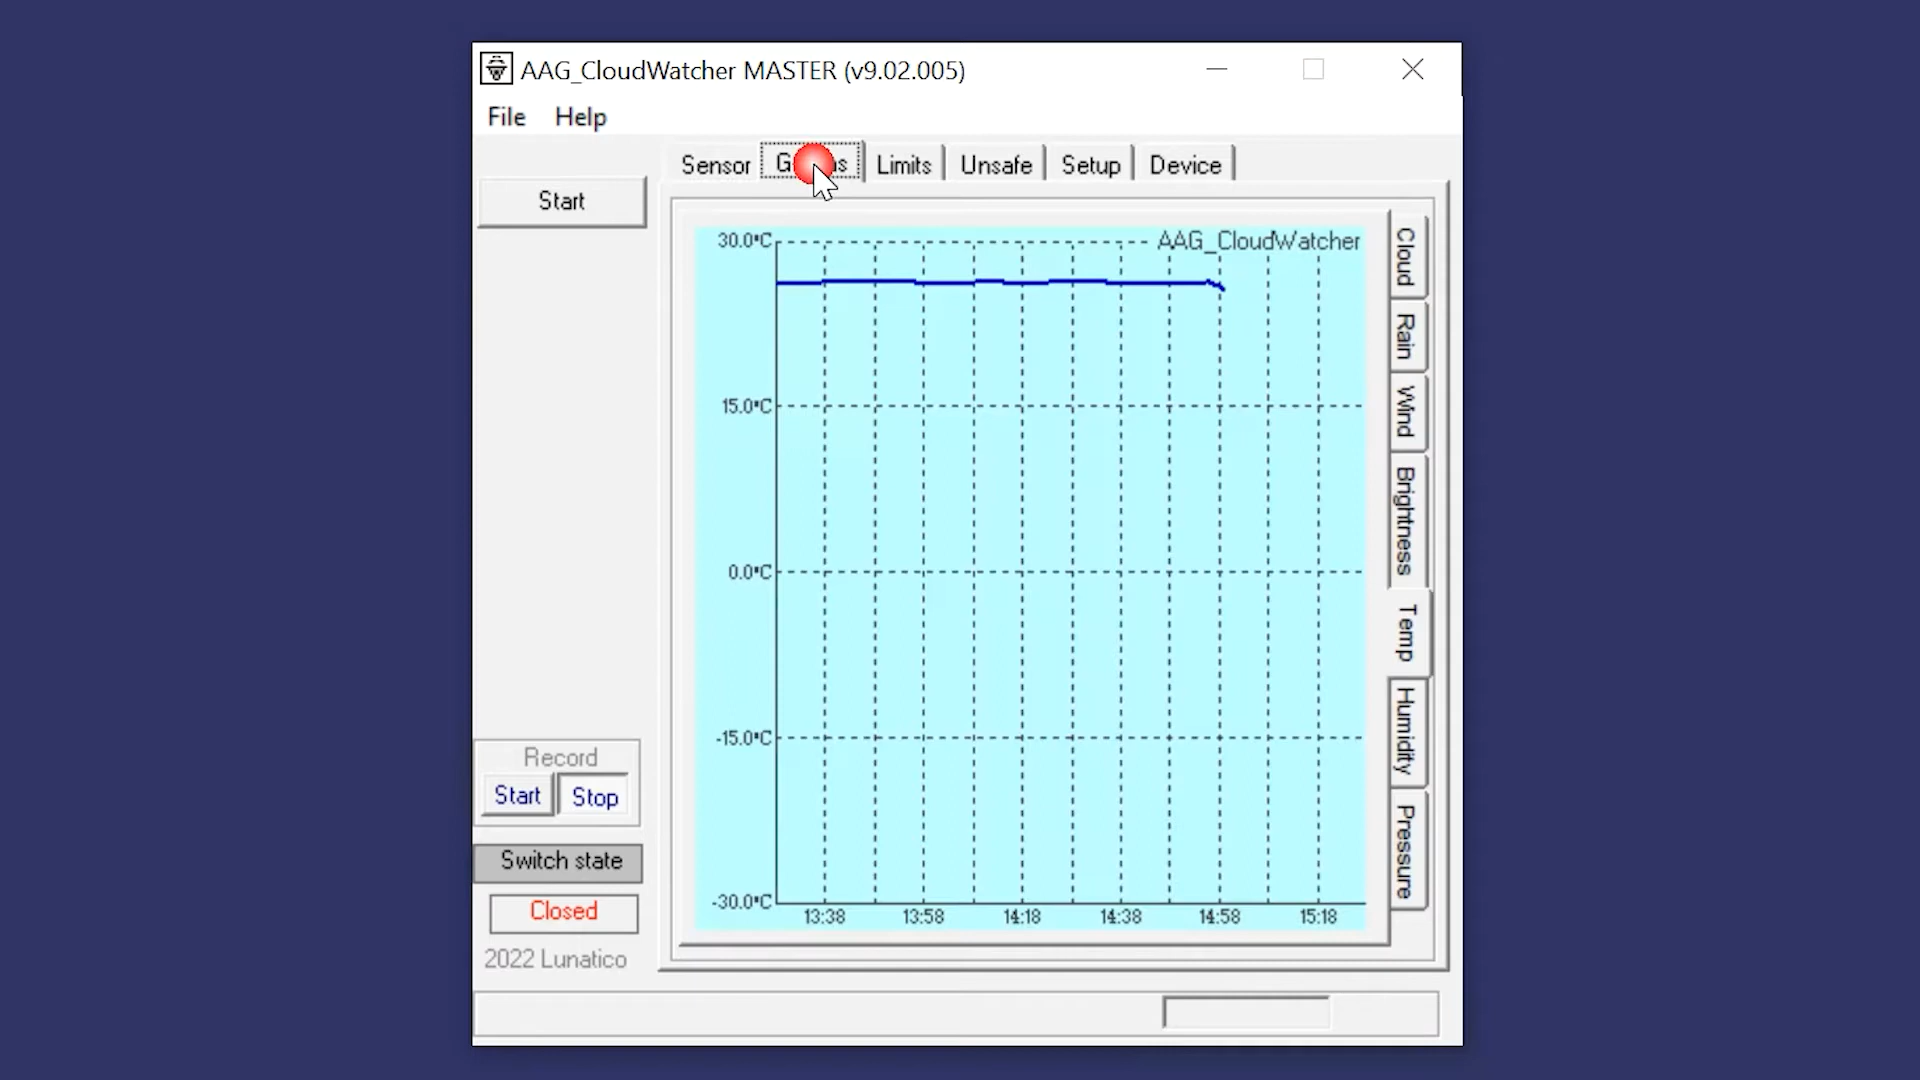 AAG_CloudWatcher MASTER (v9.02.005)
File Help
Sensor Limits Unsafe Setup Device
Start
AAG_CloudWatcher
30.0°C
15.0°C
0.0°C
-15.0°C
-30.0°C
13:38 13:58 14:18 14:38 14:58 15:18
Cloud
Rain
Wind
Brightness
Temp
Humidity
Pressure
Record
Start Stop
Switch state
Closed
2022 Lunatico